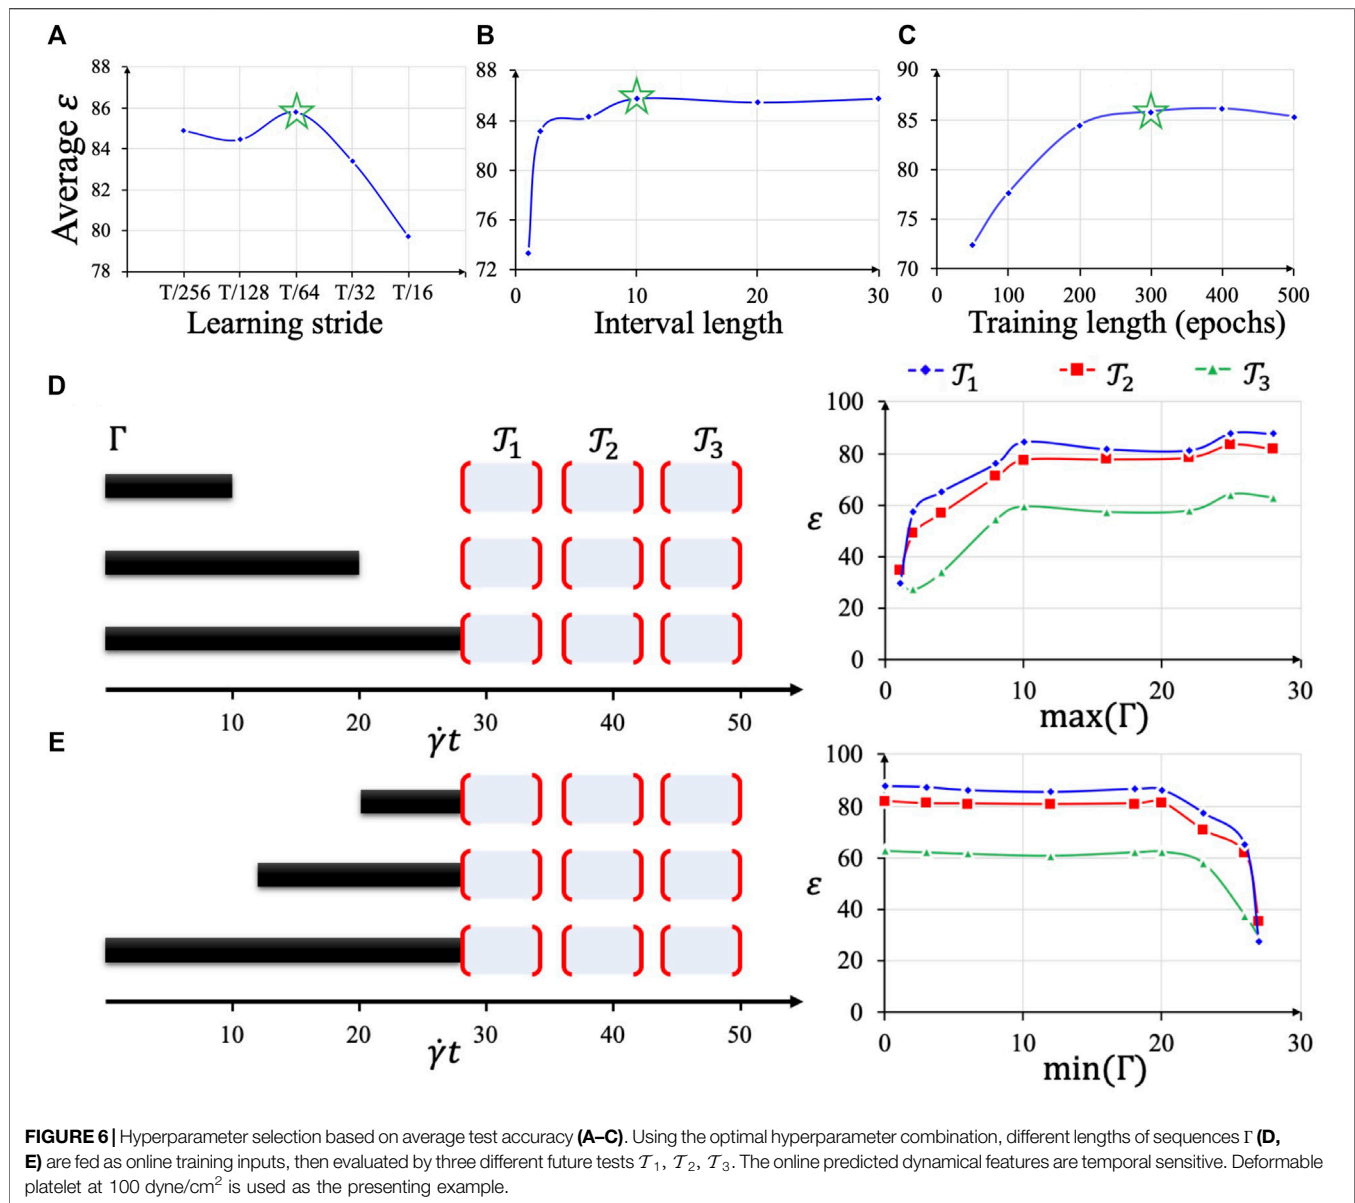 A
B
C
88
86
84
82
80
78
Average ε
T/256 T/128 T/64 T/32 T/16
Learning stride
88
84
80
76
72
0 10 20 30
Interval length
90
85
80
75
70
0 100 200 300 400 500
Training length (epochs)
D
Γ
𝒯1 𝒯2 𝒯3
10 20 30 40 50
γ̇t
𝒯1 𝒯2 𝒯3
100
80
60
40
20
0
ε
0 10 20 30
max(Γ)
E
10 20 30 40 50
γ̇t
100
80
60
40
20
0
ε
0 10 20 30
min(Γ)
FIGURE 6 | Hyperparameter selection based on average test accuracy (A–C). Using the optimal hyperparameter combination, different lengths of sequences Γ (D,
E) are fed as online training inputs, then evaluated by three different future tests 𝒯1, 𝒯2, 𝒯3. The online predicted dynamical features are temporal sensitive. Deformable
platelet at 100 dyne/cm² is used as the presenting example.